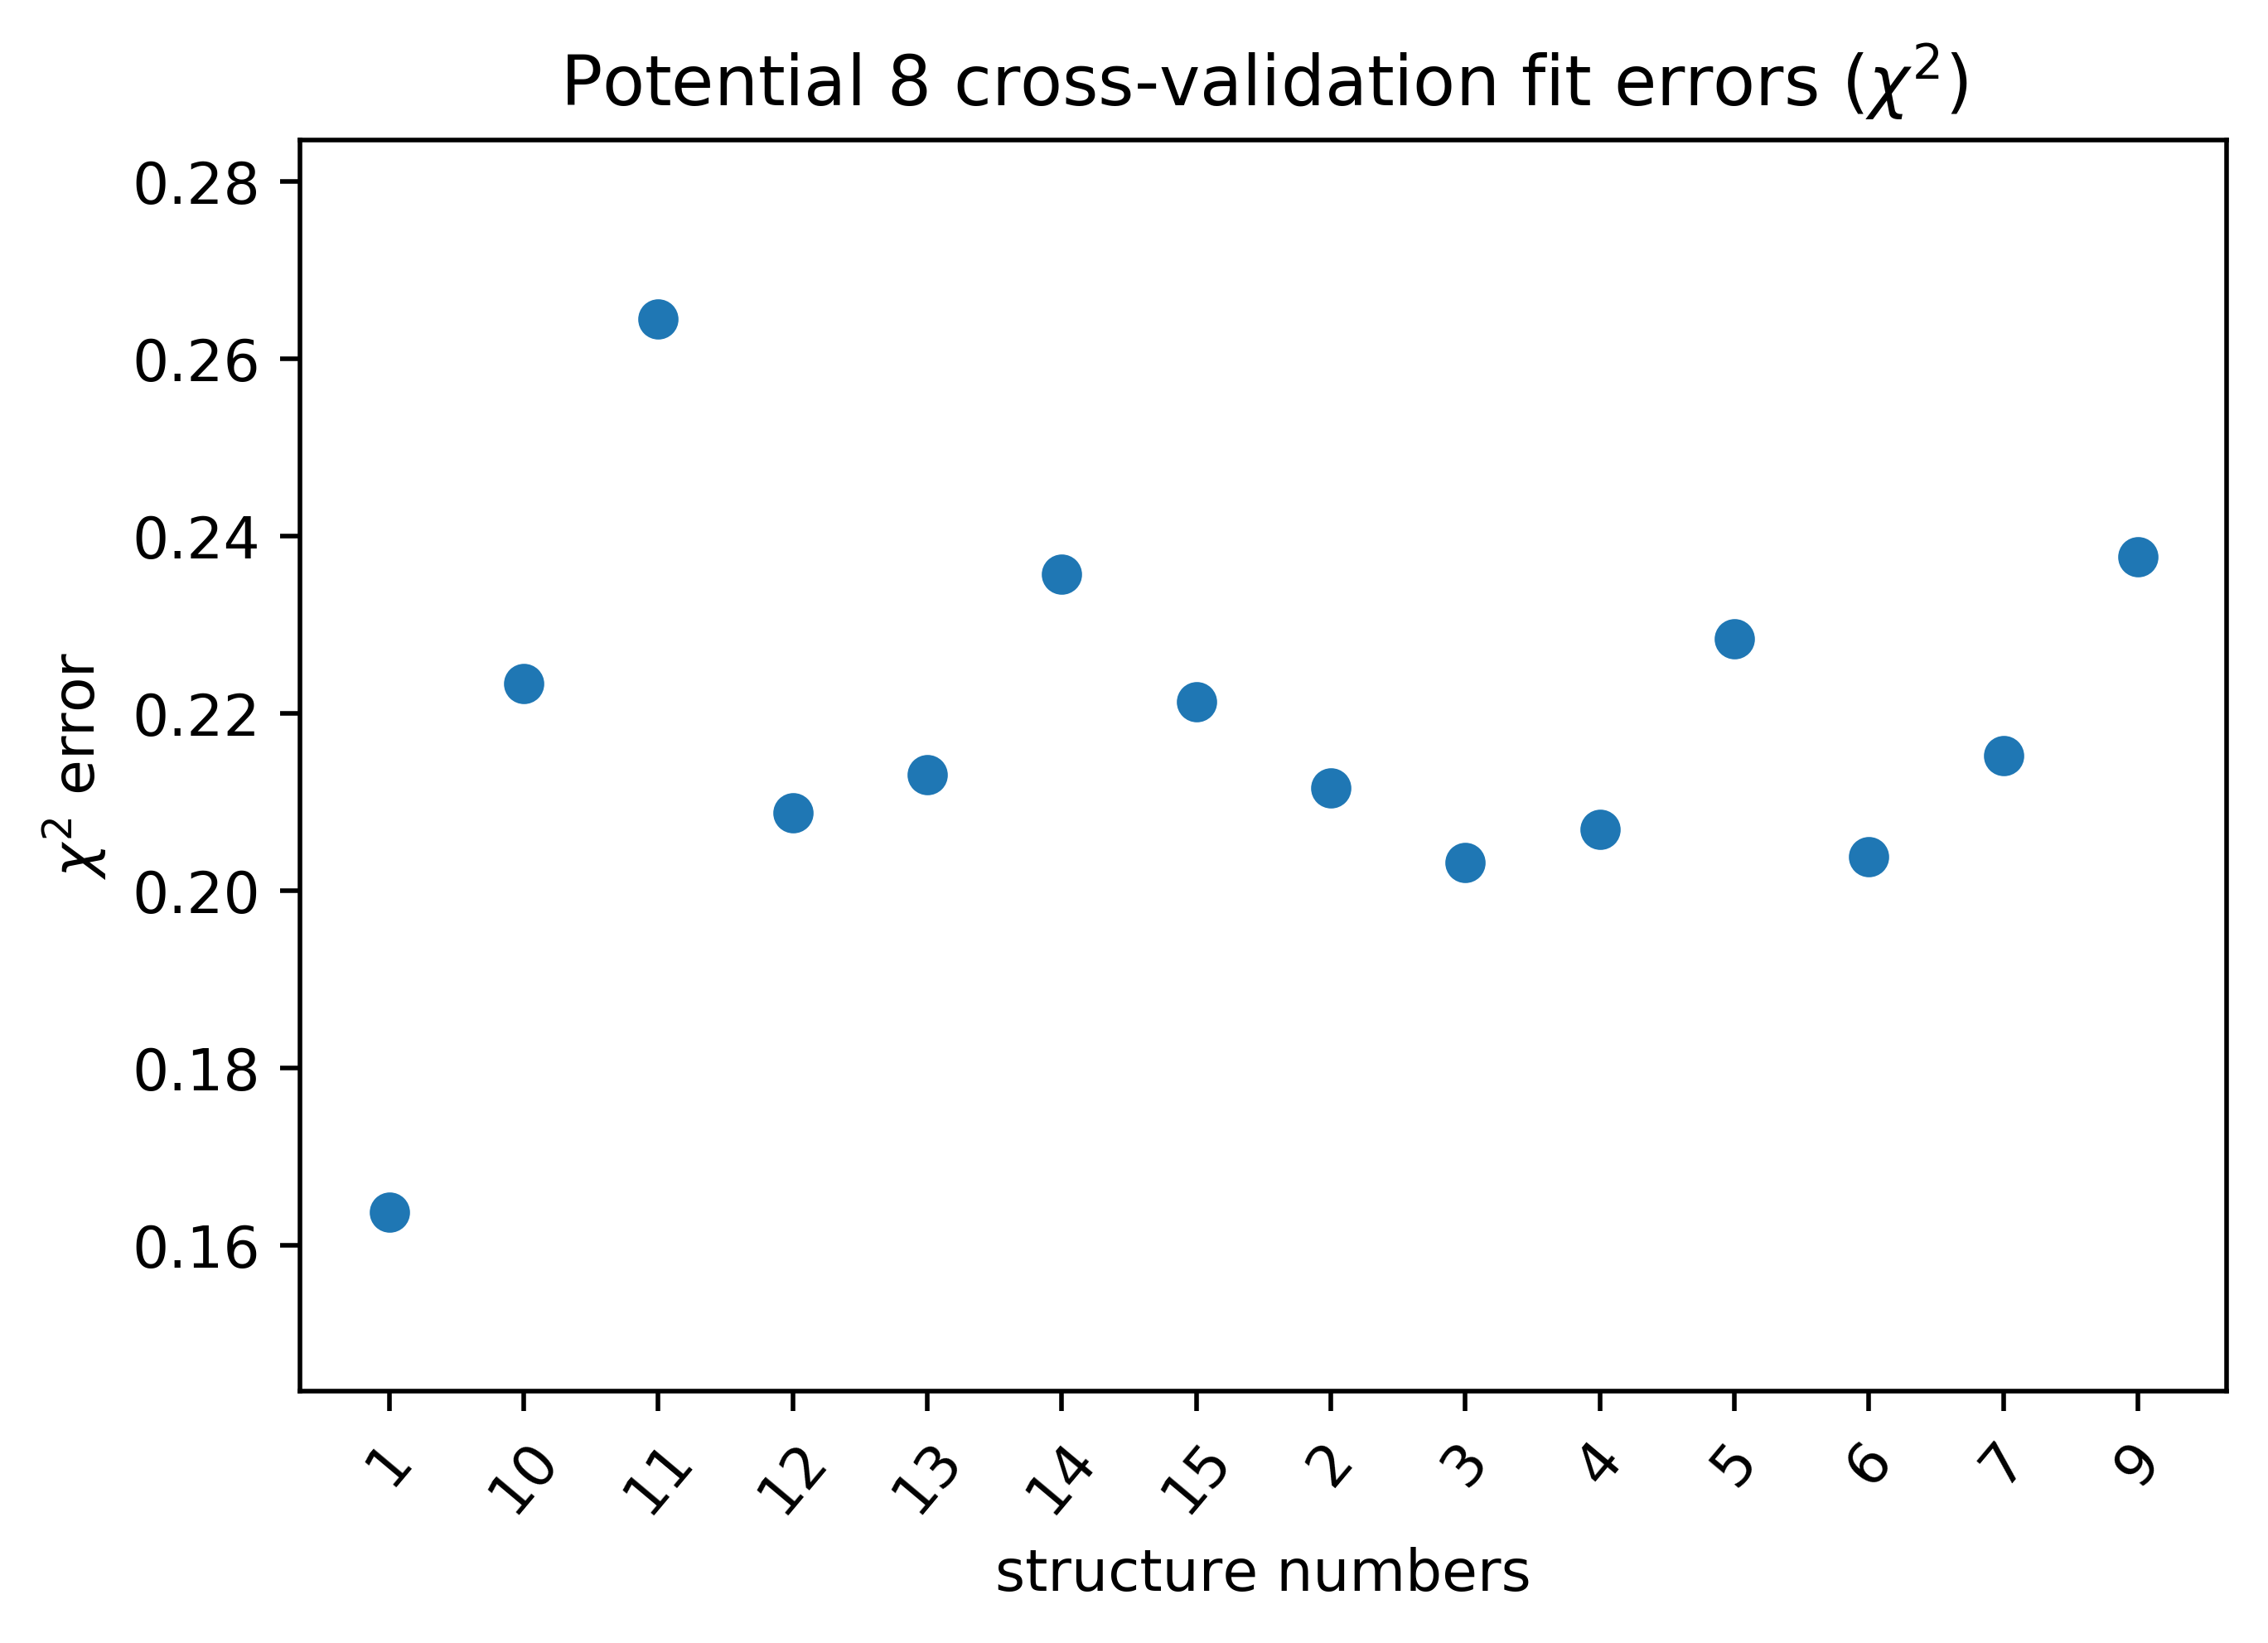 Potential 8 cross-validation fit errors (χ²)
0.28
0.26
0.24
0.22
0.20
0.18
0.16
χ² error
1 10 11 12 13 14 15 2 3 4 5 6 7 9
structure numbers